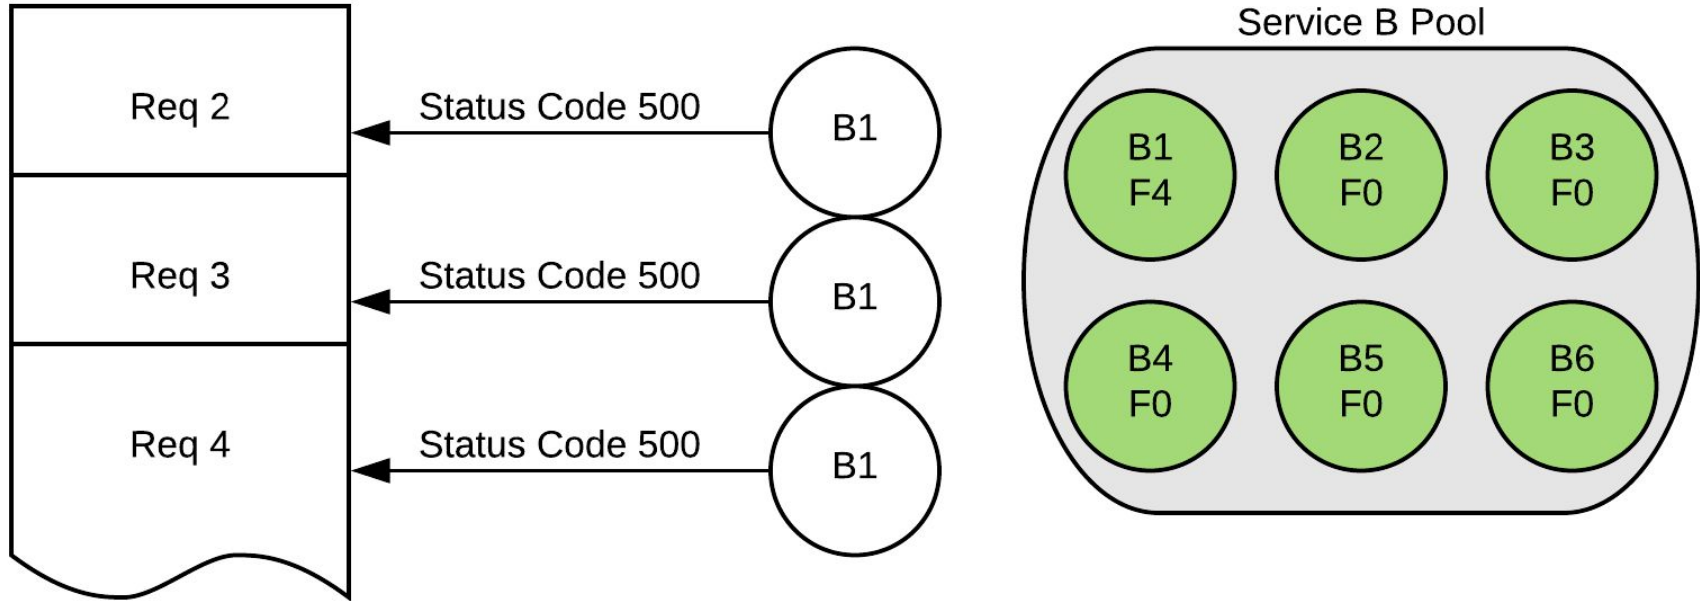 Req 2
Status Code 500
B1
Req 3
Status Code 500
B1
Req 4
Status Code 500
B1
Service B Pool
B1
F4
B2
F0
B3
F0
B4
F0
B5
F0
B6
F0